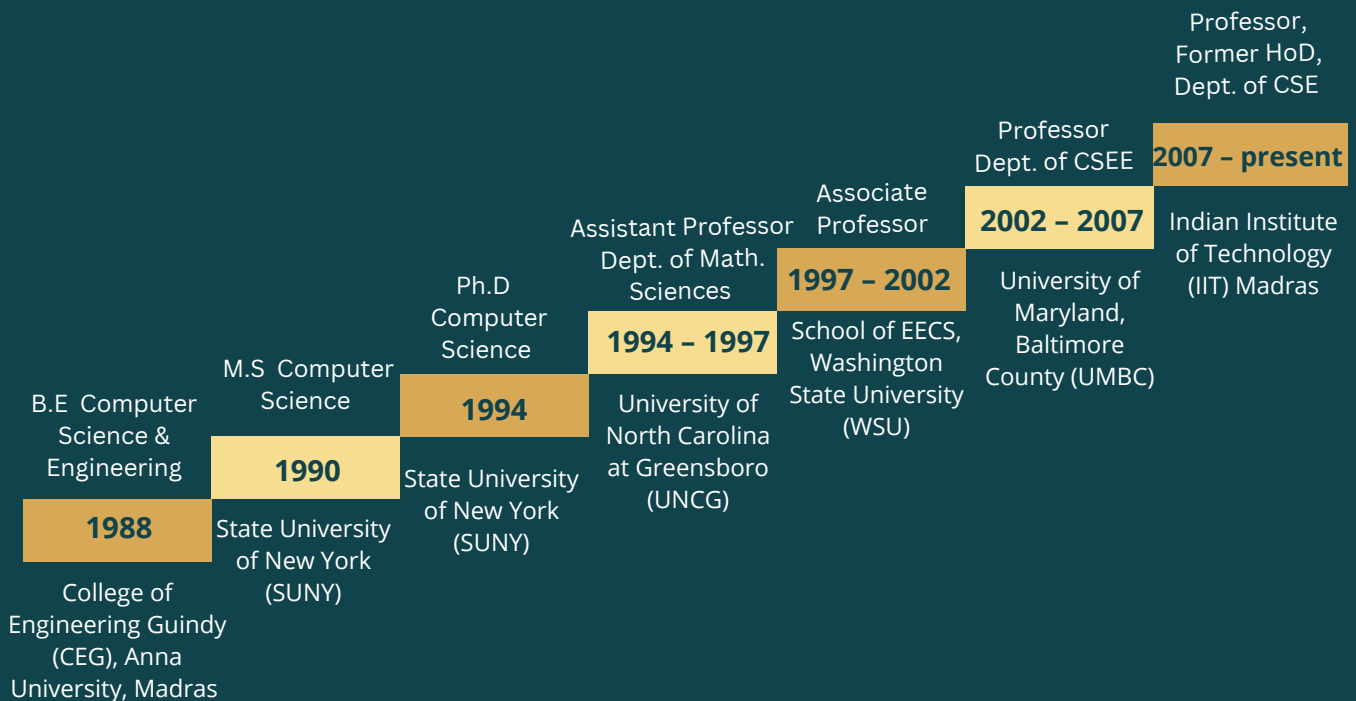 B.E Computer
Science &
Engineering
1988
College of
Engineering Guindy
(CEG), Anna
University, Madras
M.S Computer
Science
1990
State University
of New York
(SUNY)
Ph.D
Computer
Science
1994
State University
of New York
(SUNY)
Assistant Professor
Dept. of Math.
Sciences
1994 – 1997
University of
North Carolina
at Greensboro
(UNCG)
Associate
Professor
1997 – 2002
School of EECS,
Washington
State University
(WSU)
Professor
Dept. of CSEE
2002 – 2007
University of
Maryland,
Baltimore
County (UMBC)
Professor,
Former HoD,
Dept. of CSE
2007 – present
Indian Institute
of Technology
(IIT) Madras